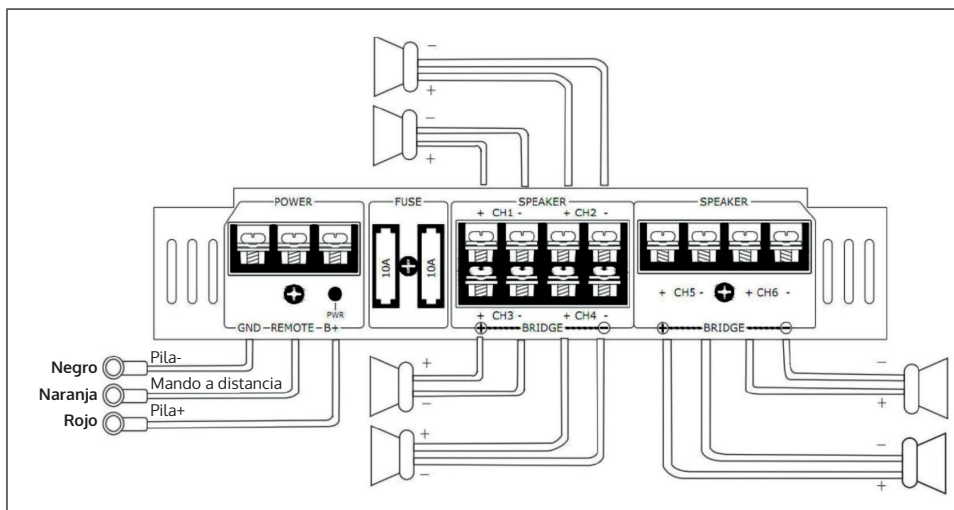 -
+
-
+
POWER FUSE SPEAKER SPEAKER
+ CH1 - + CH2 -
10A 10A
+ CH5 - + CH6 -
PWR
+ CH3 - + CH4 -
GND REMOTE B+ + BRIDGE - + BRIDGE -
Negro Pila-
Naranja Mando a distancia
Rojo Pila+
+ -
- +
+ -
- +